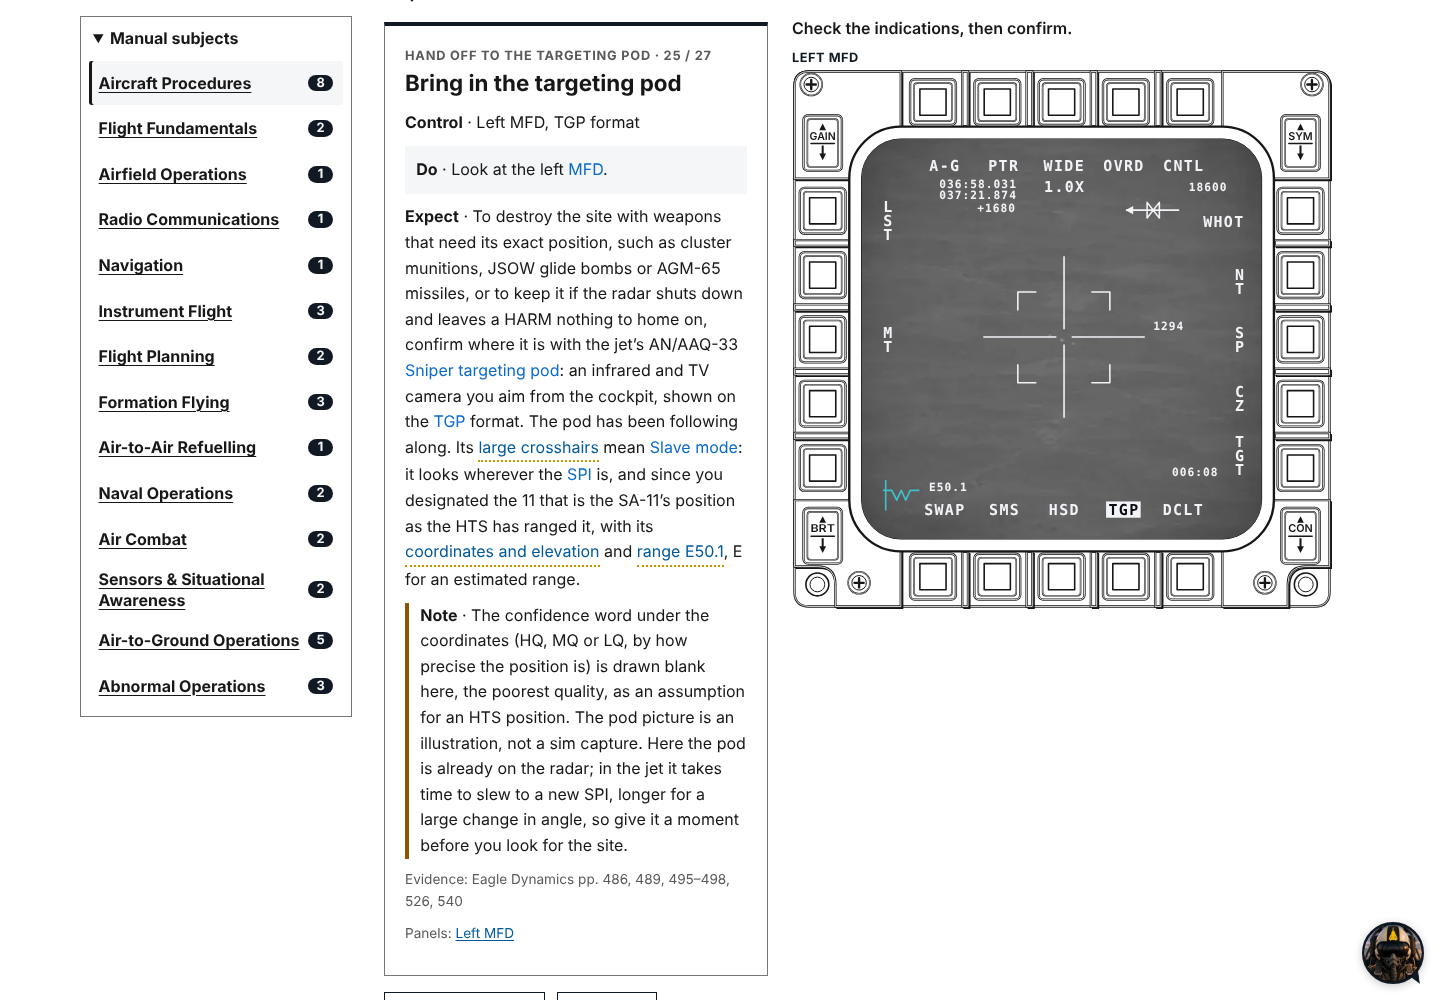 ▼ Manual subjects
Aircraft Procedures 8
Flight Fundamentals 2
Airfield Operations 1
Radio Communications 1
Navigation 1
Instrument Flight 3
Flight Planning 2
Formation Flying 3
Air-to-Air Refuelling 1
Naval Operations 2
Air Combat 2
Sensors & Situational
Awareness 2
Air-to-Ground Operations 5
Abnormal Operations 3
HAND OFF TO THE TARGETING POD · 25 / 27
Bring in the targeting pod
Control · Left MFD, TGP format
Do · Look at the left MFD.
Expect · To destroy the site with weapons
that need its exact position, such as cluster
munitions, JSOW glide bombs or AGM-65
missiles, or to keep it if the radar shuts down
and leaves a HARM nothing to home on,
confirm where it is with the jet’s AN/AAQ-33
Sniper targeting pod: an infrared and TV
camera you aim from the cockpit, shown on
the TGP format. The pod has been following
along. Its large crosshairs mean Slave mode:
it looks wherever the SPI is, and since you
designated the 11 that is the SA-11’s position
as the HTS has ranged it, with its
coordinates and elevation and range E50.1, E
for an estimated range.
Note · The confidence word under the
coordinates (HQ, MQ or LQ, by how
precise the position is) is drawn blank
here, the poorest quality, as an assumption
for an HTS position. The pod picture is an
illustration, not a sim capture. Here the pod
is already on the radar; in the jet it takes
time to slew to a new SPI, longer for a
large change in angle, so give it a moment
before you look for the site.
Evidence: Eagle Dynamics pp. 486, 489, 495–498,
526, 540
Panels: Left MFD
Check the indications, then confirm.
LEFT MFD
GAIN
SYM
A-G PTR WIDE OVRD CNTL
036:58.031
037:21.874
+1680
1.0X
18600
LST
WHOT
NT
1294
MT
SP
CZ
TGT
006:08
E50.1
SWAP SMS HSD TGP DCLT
BRT
CON